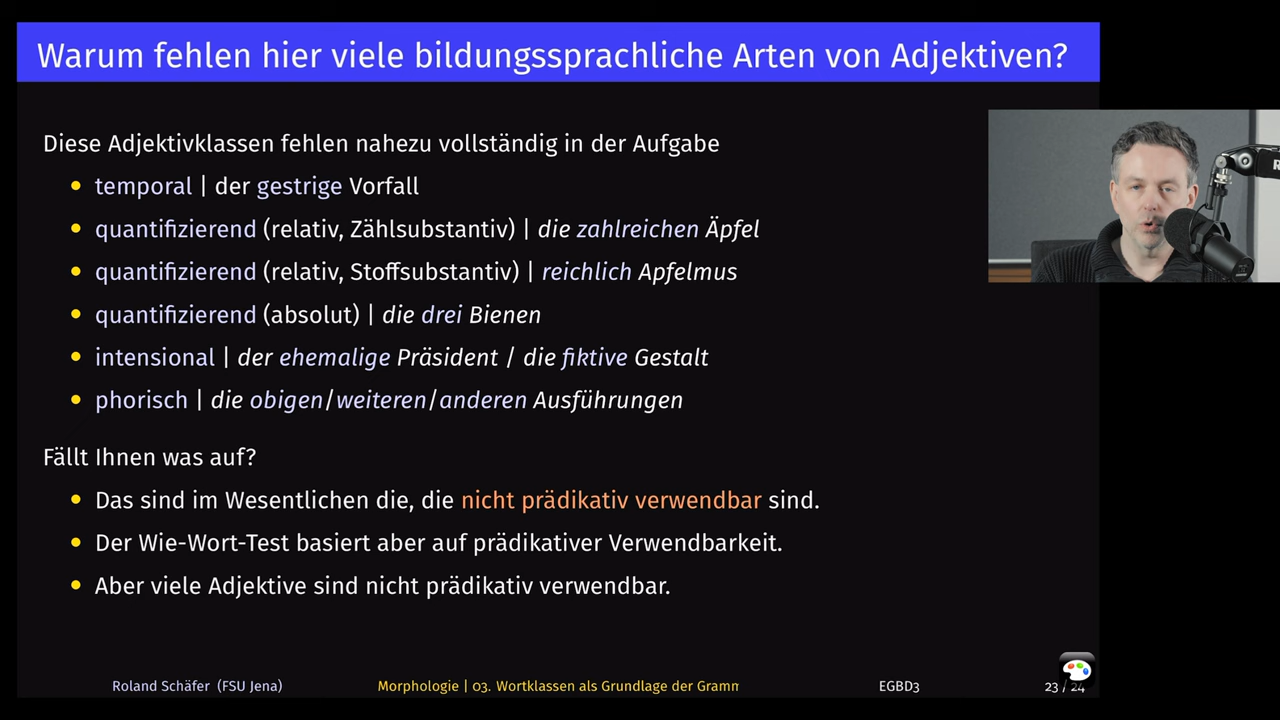 Warum fehlen hier viele bildungssprachliche Arten von Adjektiven?
Diese Adjektivklassen fehlen nahezu vollständig in der Aufgabe
temporal | der gestrige Vorfall
quantifizierend (relativ, Zählsubstantiv) | die zahlreichen Äpfel
quantifizierend (relativ, Stoffsubstantiv) | reichlich Apfelmus
quantifizierend (absolut) | die drei Bienen
intensional | der ehemalige Präsident / die fiktive Gestalt
phorisch | die obigen/weiteren/anderen Ausführungen
Fällt Ihnen was auf?
Das sind im Wesentlichen die, die nicht prädikativ verwendbar sind.
Der Wie-Wort-Test basiert aber auf prädikativer Verwendbarkeit.
Aber viele Adjektive sind nicht prädikativ verwendbar.
Roland Schäfer (FSU Jena) Morphologie | 03. Wortklassen als Grundlage der Gramm EGBD3 23 / 24